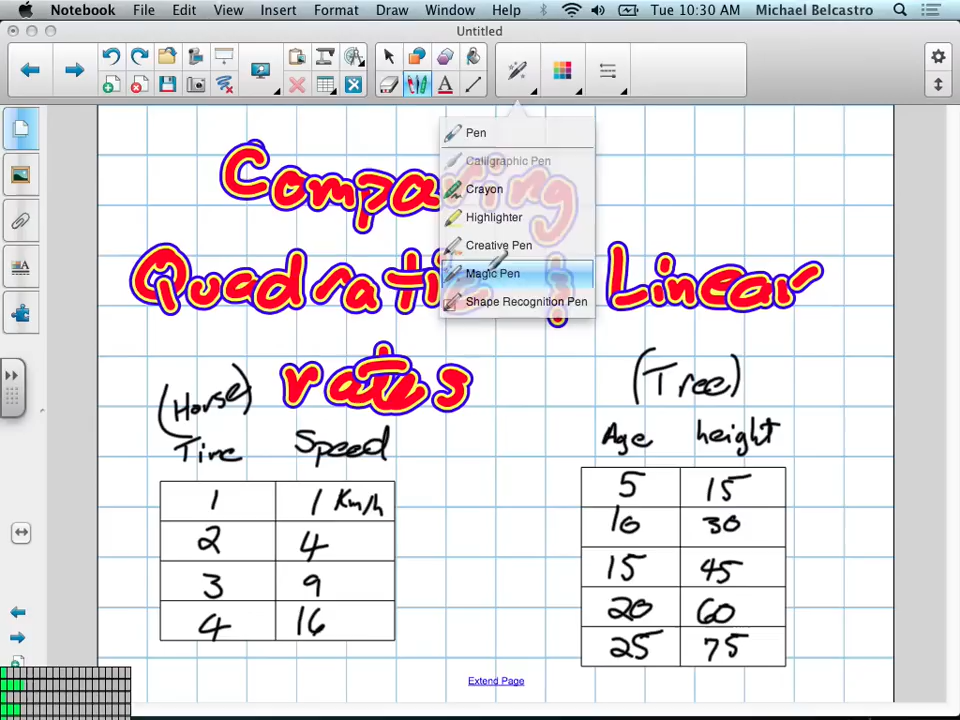 Notebook File Edit View Insert Format Draw Window Help Tue 10:30 AM Michael Belcastro
Untitled
Pen
Calligraphic Pen
Crayon
Highlighter
Creative Pen
Magic Pen
Shape Recognition Pen
Comparing
Quadratic & Linear
rates
(Horse)
Time Speed
1 1 Km/h
2 4
3 9
4 16
(Tree)
Age height
5 15
10 30
15 45
20 60
25 75
Extend Page